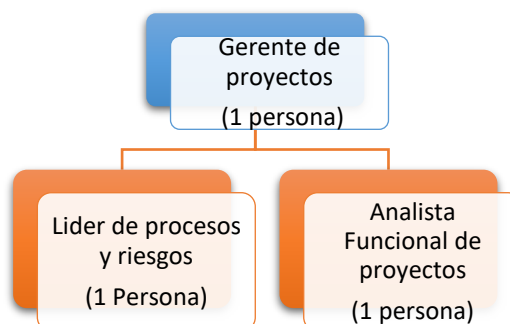 Gerente de
proyectos
(1 persona)
Lider de procesos
y riesgos
(1 Persona)
Analista
Funcional de
proyectos
(1 persona)